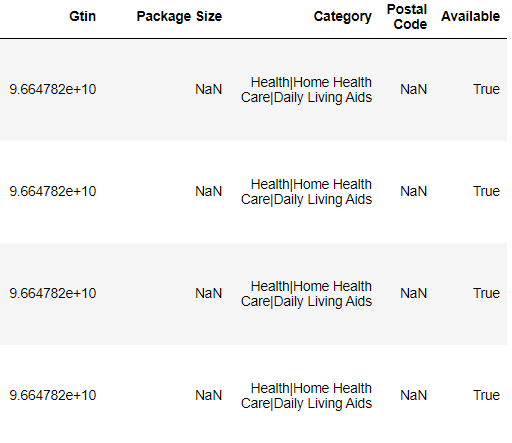 Gtin Package Size Category Postal Code Available
9.664782e+10 NaN Health|Home Health NaN True
Care|Daily Living Aids
9.664782e+10 NaN Health|Home Health NaN True
Care|Daily Living Aids
9.664782e+10 NaN Health|Home Health NaN True
Care|Daily Living Aids
9.664782e+10 NaN Health|Home Health NaN True
Care|Daily Living Aids